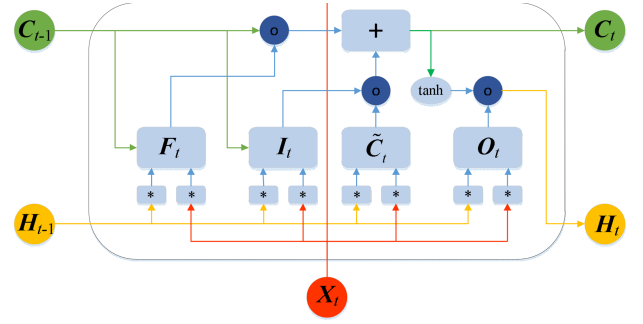 C_{t-1} o + C_t
o tanh o
F_t I_t C̃_t O_t
* * * * * * * *
H_{t-1} H_t
X_t